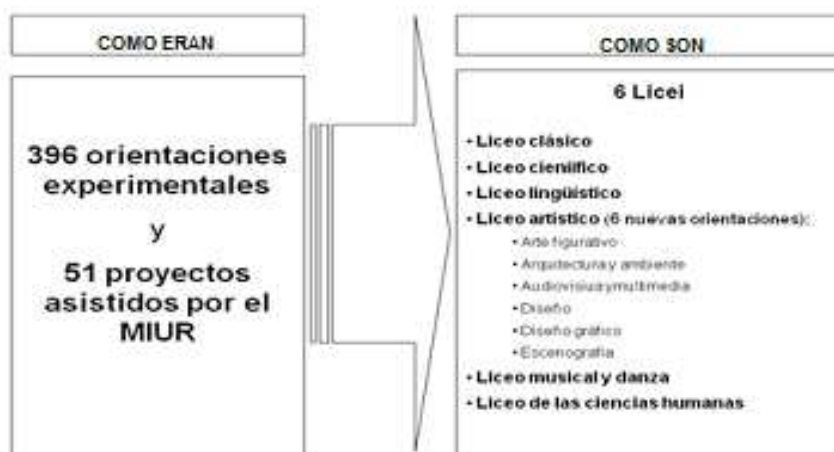 COMO ERAN
396 orientaciones
experimentales
y
51 proyectos
asistidos por el
MIUR
COMO SON
6 Licei
• Liceo clásico
• Liceo científico
• Liceo lingüístico
• Liceo artístico (6 nuevas orientaciones):
• Arte figurativo
• Arquitectura y ambiente
• Audiovisual y multimedia
• Diseño
• Diseño gráfico
• Escenografía
• Liceo musical y danza
• Liceo de las ciencias humanas